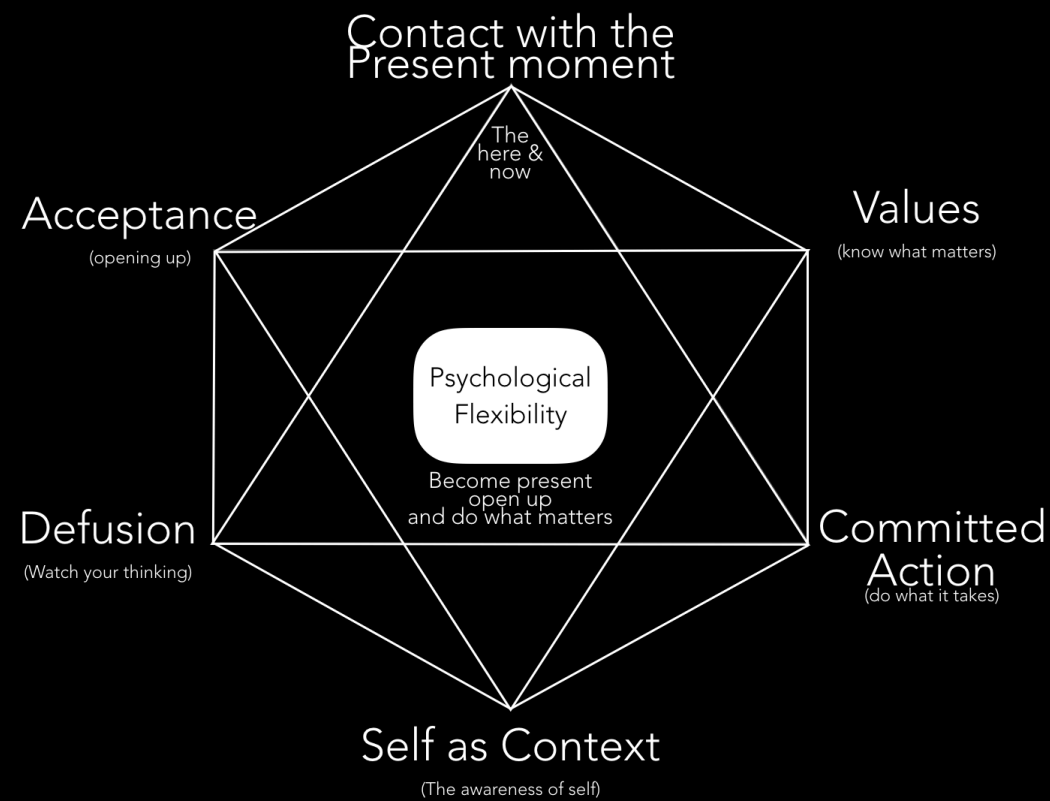 Contact with the
Present moment
The
here &
now
Acceptance
(opening up)
Values
(know what matters)
Psychological
Flexibility
Become present
open up
and do what matters
Defusion
(Watch your thinking)
Committed
Action
(do what it takes)
Self as Context
(The awareness of self)